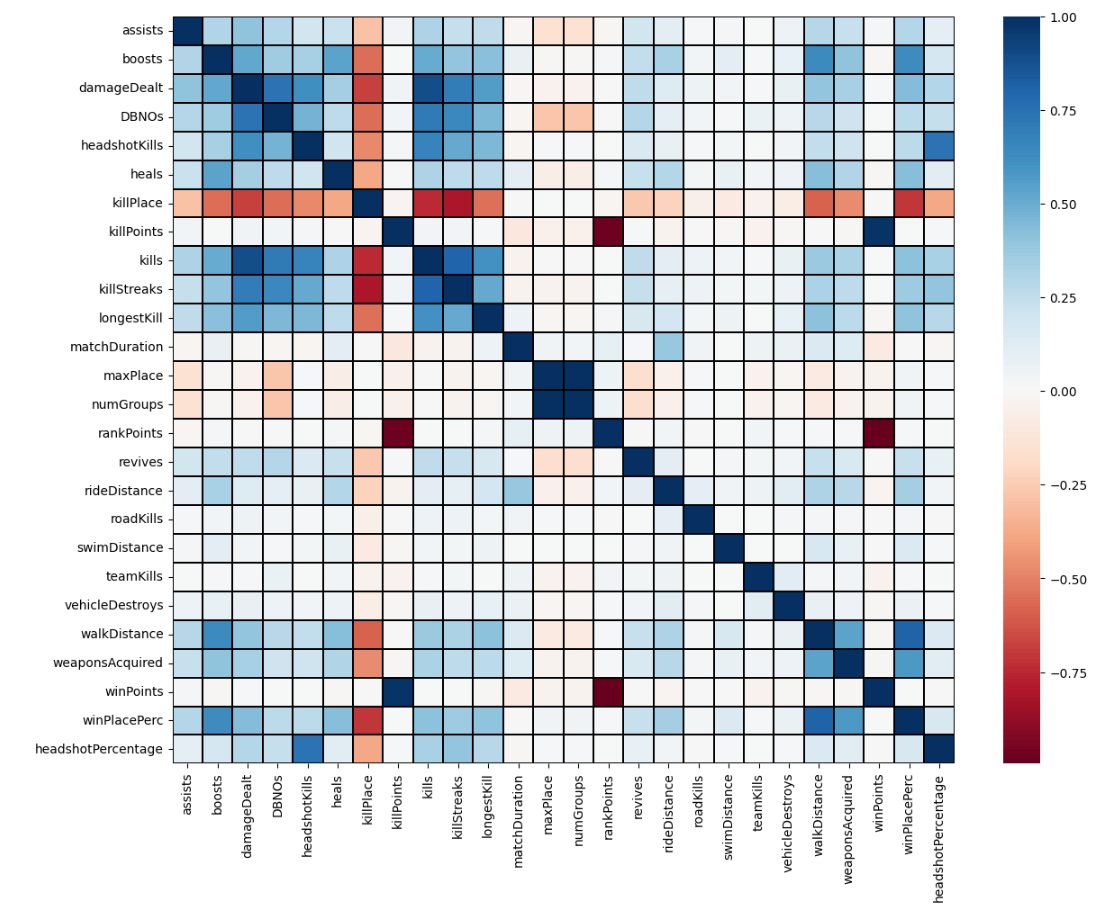 assists
boosts
damageDealt
DBNOs
headshotKills
heals
killPlace
killPoints
kills
killStreaks
longestKill
matchDuration
maxPlace
numGroups
rankPoints
revives
rideDistance
roadKills
swimDistance
teamKills
vehicleDestroys
walkDistance
weaponsAcquired
winPoints
winPlacePerc
headshotPercentage
assists
boosts
damageDealt
DBNOs
headshotKills
heals
killPlace
killPoints
kills
killStreaks
longestKill
matchDuration
maxPlace
numGroups
rankPoints
revives
rideDistance
roadKills
swimDistance
teamKills
vehicleDestroys
walkDistance
weaponsAcquired
winPoints
winPlacePerc
headshotPercentage
1.00
0.75
0.50
0.25
0.00
−0.25
−0.50
−0.75